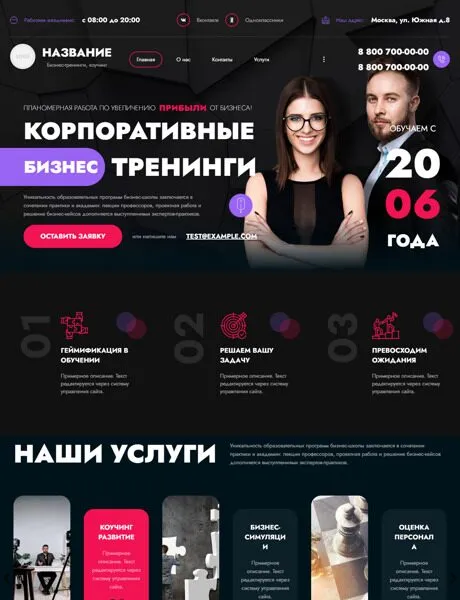 Работаем ежедневно: с 08:00 до 20:00
Вконтакте
Одноклассники
Наш адрес: Москва, ул. Южная д.8
НАЗВАНИЕ
Бизнес-тренинги, коучинг
Главная
О нас
Контакты
Услуги
8 800 700-00-00
8 800 700-00-00
ПЛАНОМЕРНАЯ РАБОТА ПО УВЕЛИЧЕНИЮ ПРИБЫЛИ ОТ БИЗНЕСА!
КОРПОРАТИВНЫЕ
БИЗНЕС ТРЕНИНГИ
Уникальность образовательных программ бизнес-школы заключается в
сочетании практики и академии: лекции профессоров, проектная работа и
решение бизнес-кейсов дополняется выступлениями экспертов-практиков.
ОСТАВИТЬ ЗАЯВКУ
или напишите нам
TEST@EXAMPLE.COM
ОБУЧАЕМ С
20
06
ГОДА
01
ГЕЙМИФИКАЦИЯ В
ОБУЧЕНИИ
Примерное описание. Текст
редактируется через систему
управления сайта.
02
РЕШАЕМ ВАШУ
ЗАДАЧУ
Примерное описание. Текст
редактируется через систему
управления сайта.
03
ПРЕВОСХОДИМ
ОЖИДАНИЯ
Примерное описание. Текст
редактируется через систему
управления сайта.
НАШИ УСЛУГИ
Уникальность образовательных программ бизнес-школы заключается в сочетании
практики и академии: лекции профессоров, проектная работа и решение бизнес-кейсов
дополняется выступлениями экспертов-практиков.
КОУЧИНГ
РАЗВИТИЕ
Примерное
описание. Текст
редактируется
через систему
управления
сайта.
БИЗНЕС-
СИМУЛЯЦИ
И
Примерное
описание. Текст
редактируется
через систему
управления
сайта.
ОЦЕНКА
ПЕРСОНАЛ
А
Примерное
описание. Текст
редактируется
через систему
управления